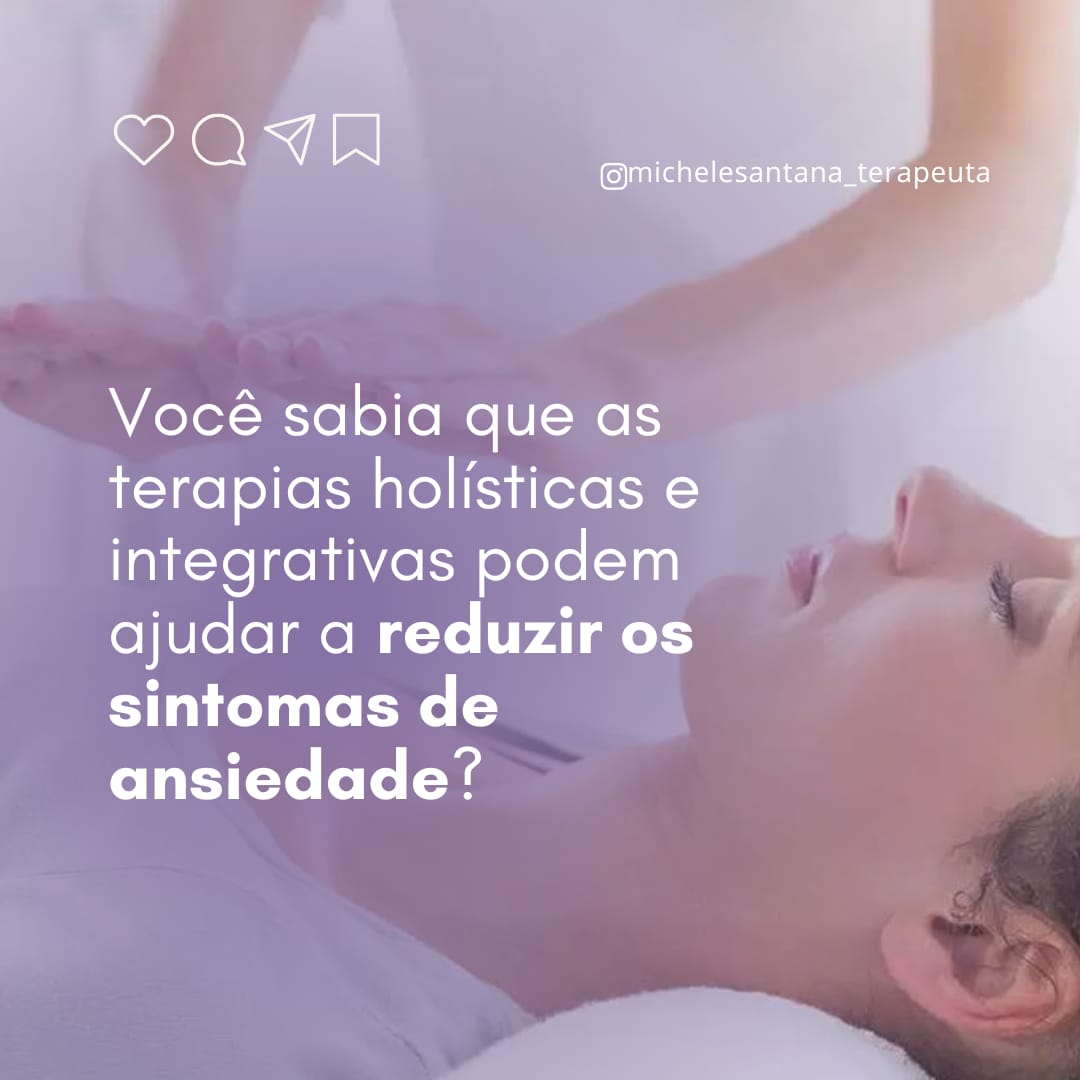 michelesantana_terapeuta
Você sabia que as
terapias holísticas e
integrativas podem
ajudar a reduzir os
sintomas de
ansiedade?